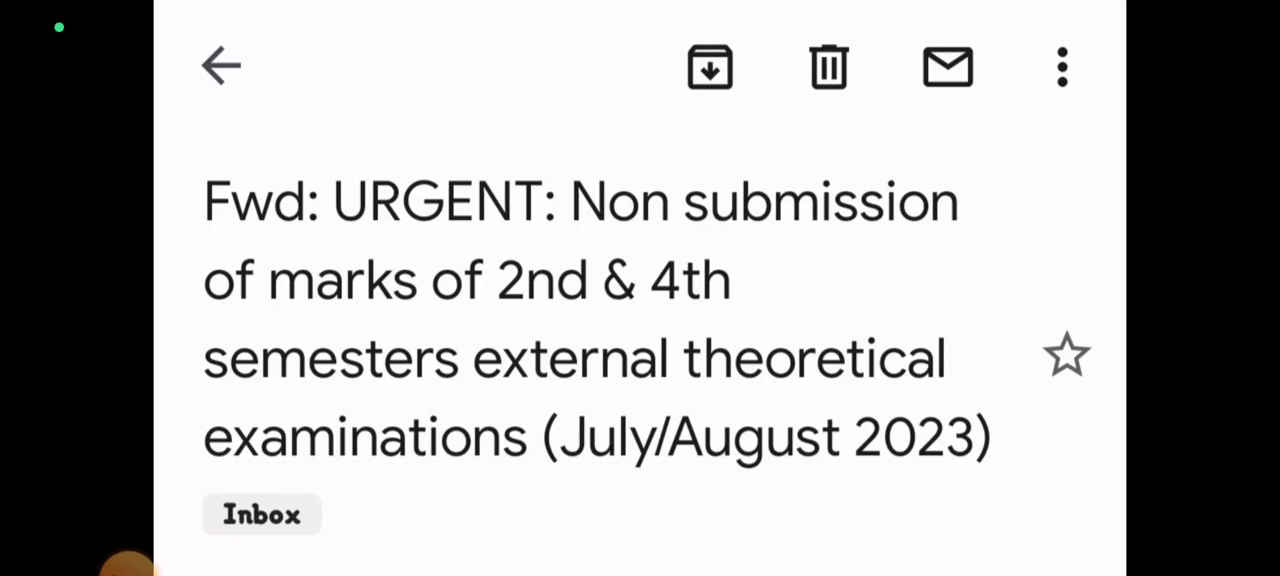 Fwd: URGENT: Non submission
of marks of 2nd & 4th
semesters external theoretical
examinations (July/August 2023)
Inbox